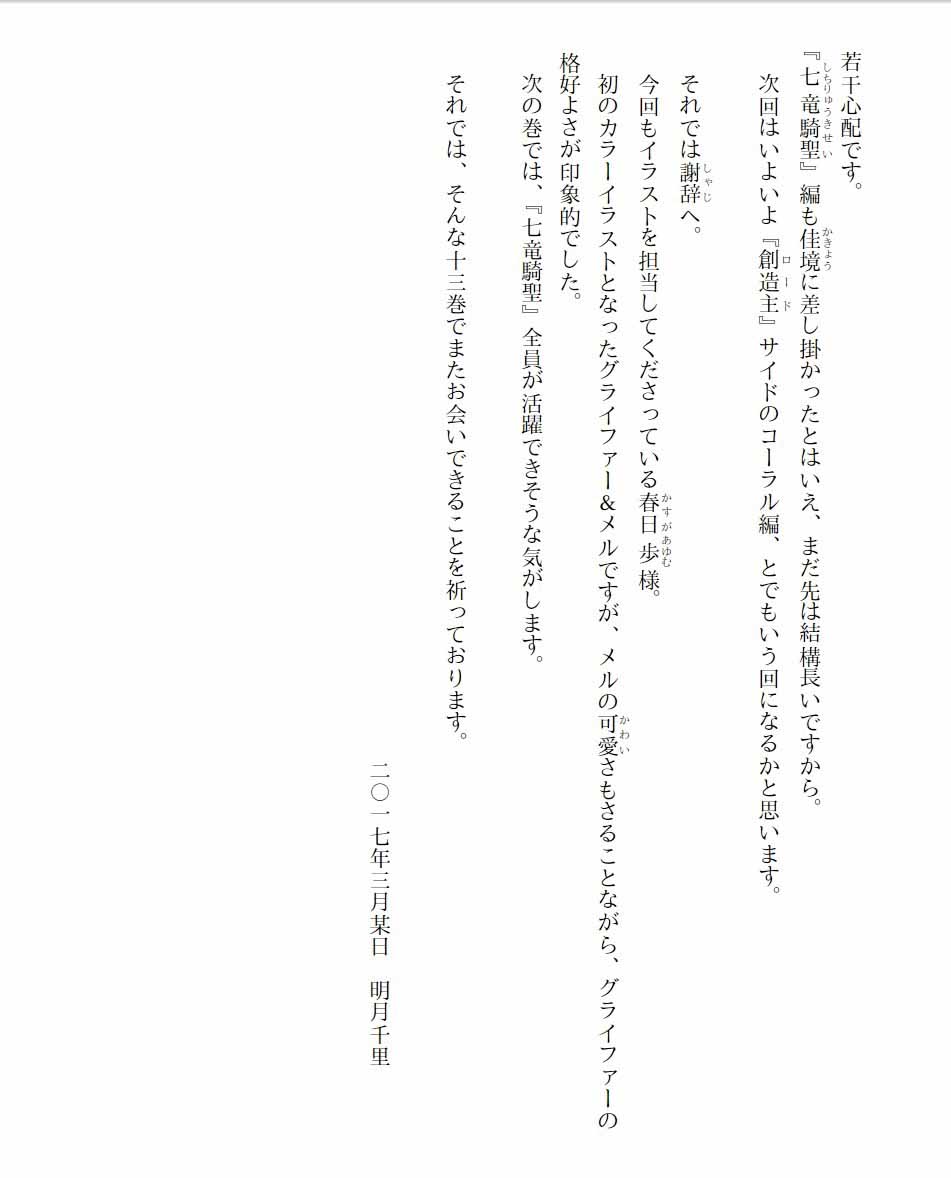 若干心配です。
『七竜騎聖』編も佳境に差し掛かったとはいえ、まだ先は結構長いですから。
次回はいよいよ『創造主』サイドのコーラル編、とでもいう回になるかと思います。
それでは謝辞へ。
今回もイラストを担当してくださっている春日歩様。
初のカラーイラストとなったグライファー&メルですが、メルの可愛さもさることながら、グライファーの
格好よさが印象的でした。
次の巻では、『七竜騎聖』全員が活躍できそうな気がします。
それでは、そんな十三巻でまたお会いできることを祈っております。
二〇一七年三月某日　明月千里